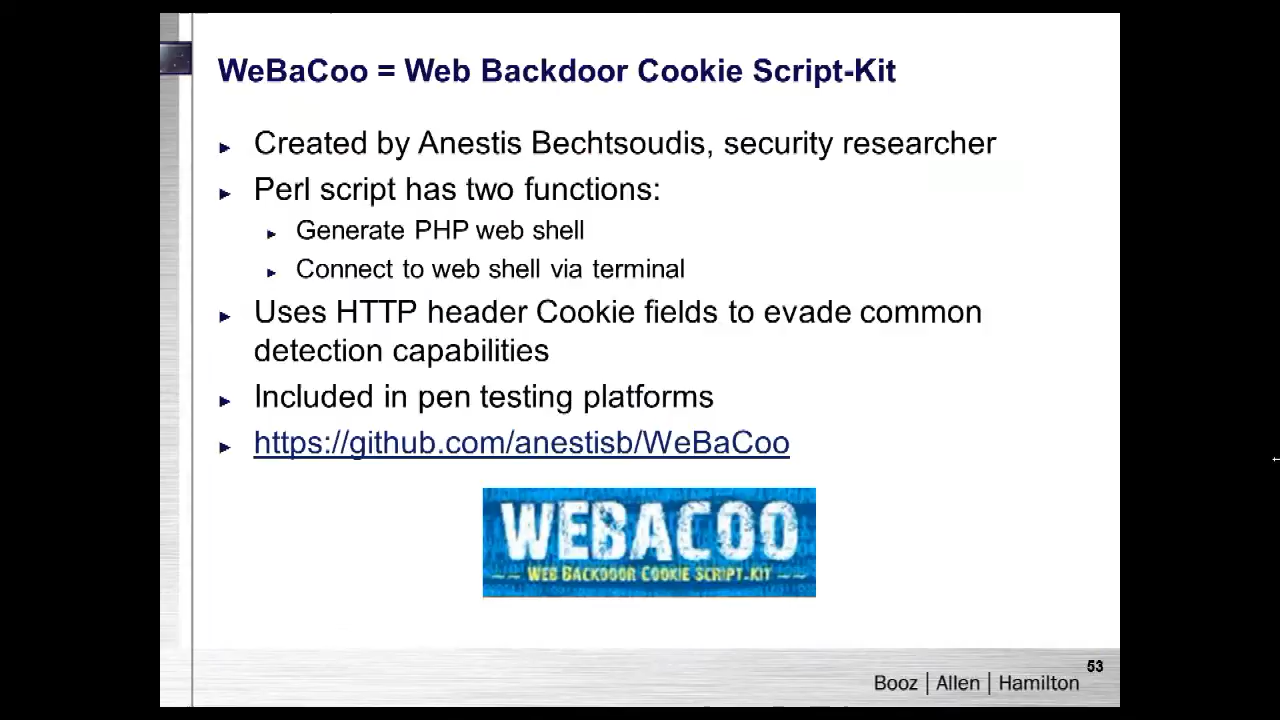 WeBaCoo = Web Backdoor Cookie Script-Kit
Created by Anestis Bechtsoudis, security researcher
Perl script has two functions:
Generate PHP web shell
Connect to web shell via terminal
Uses HTTP header Cookie fields to evade common
detection capabilities
Included in pen testing platforms
https://github.com/anestisb/WeBaCoo
WEBACOO
~~ WEB BACKDOOR COOKIE SCRIPT-KIT ~~
53
Booz | Allen | Hamilton